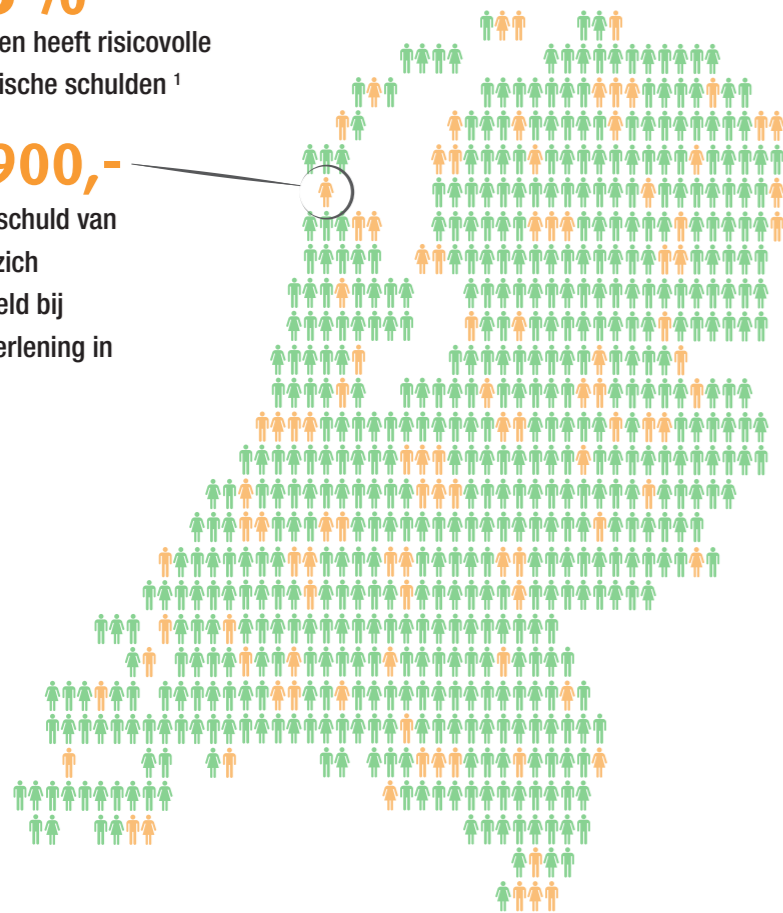 %
en heeft risicovolle
ische schulden ¹
900,-
schuld van
zich
eld bij
erlening in